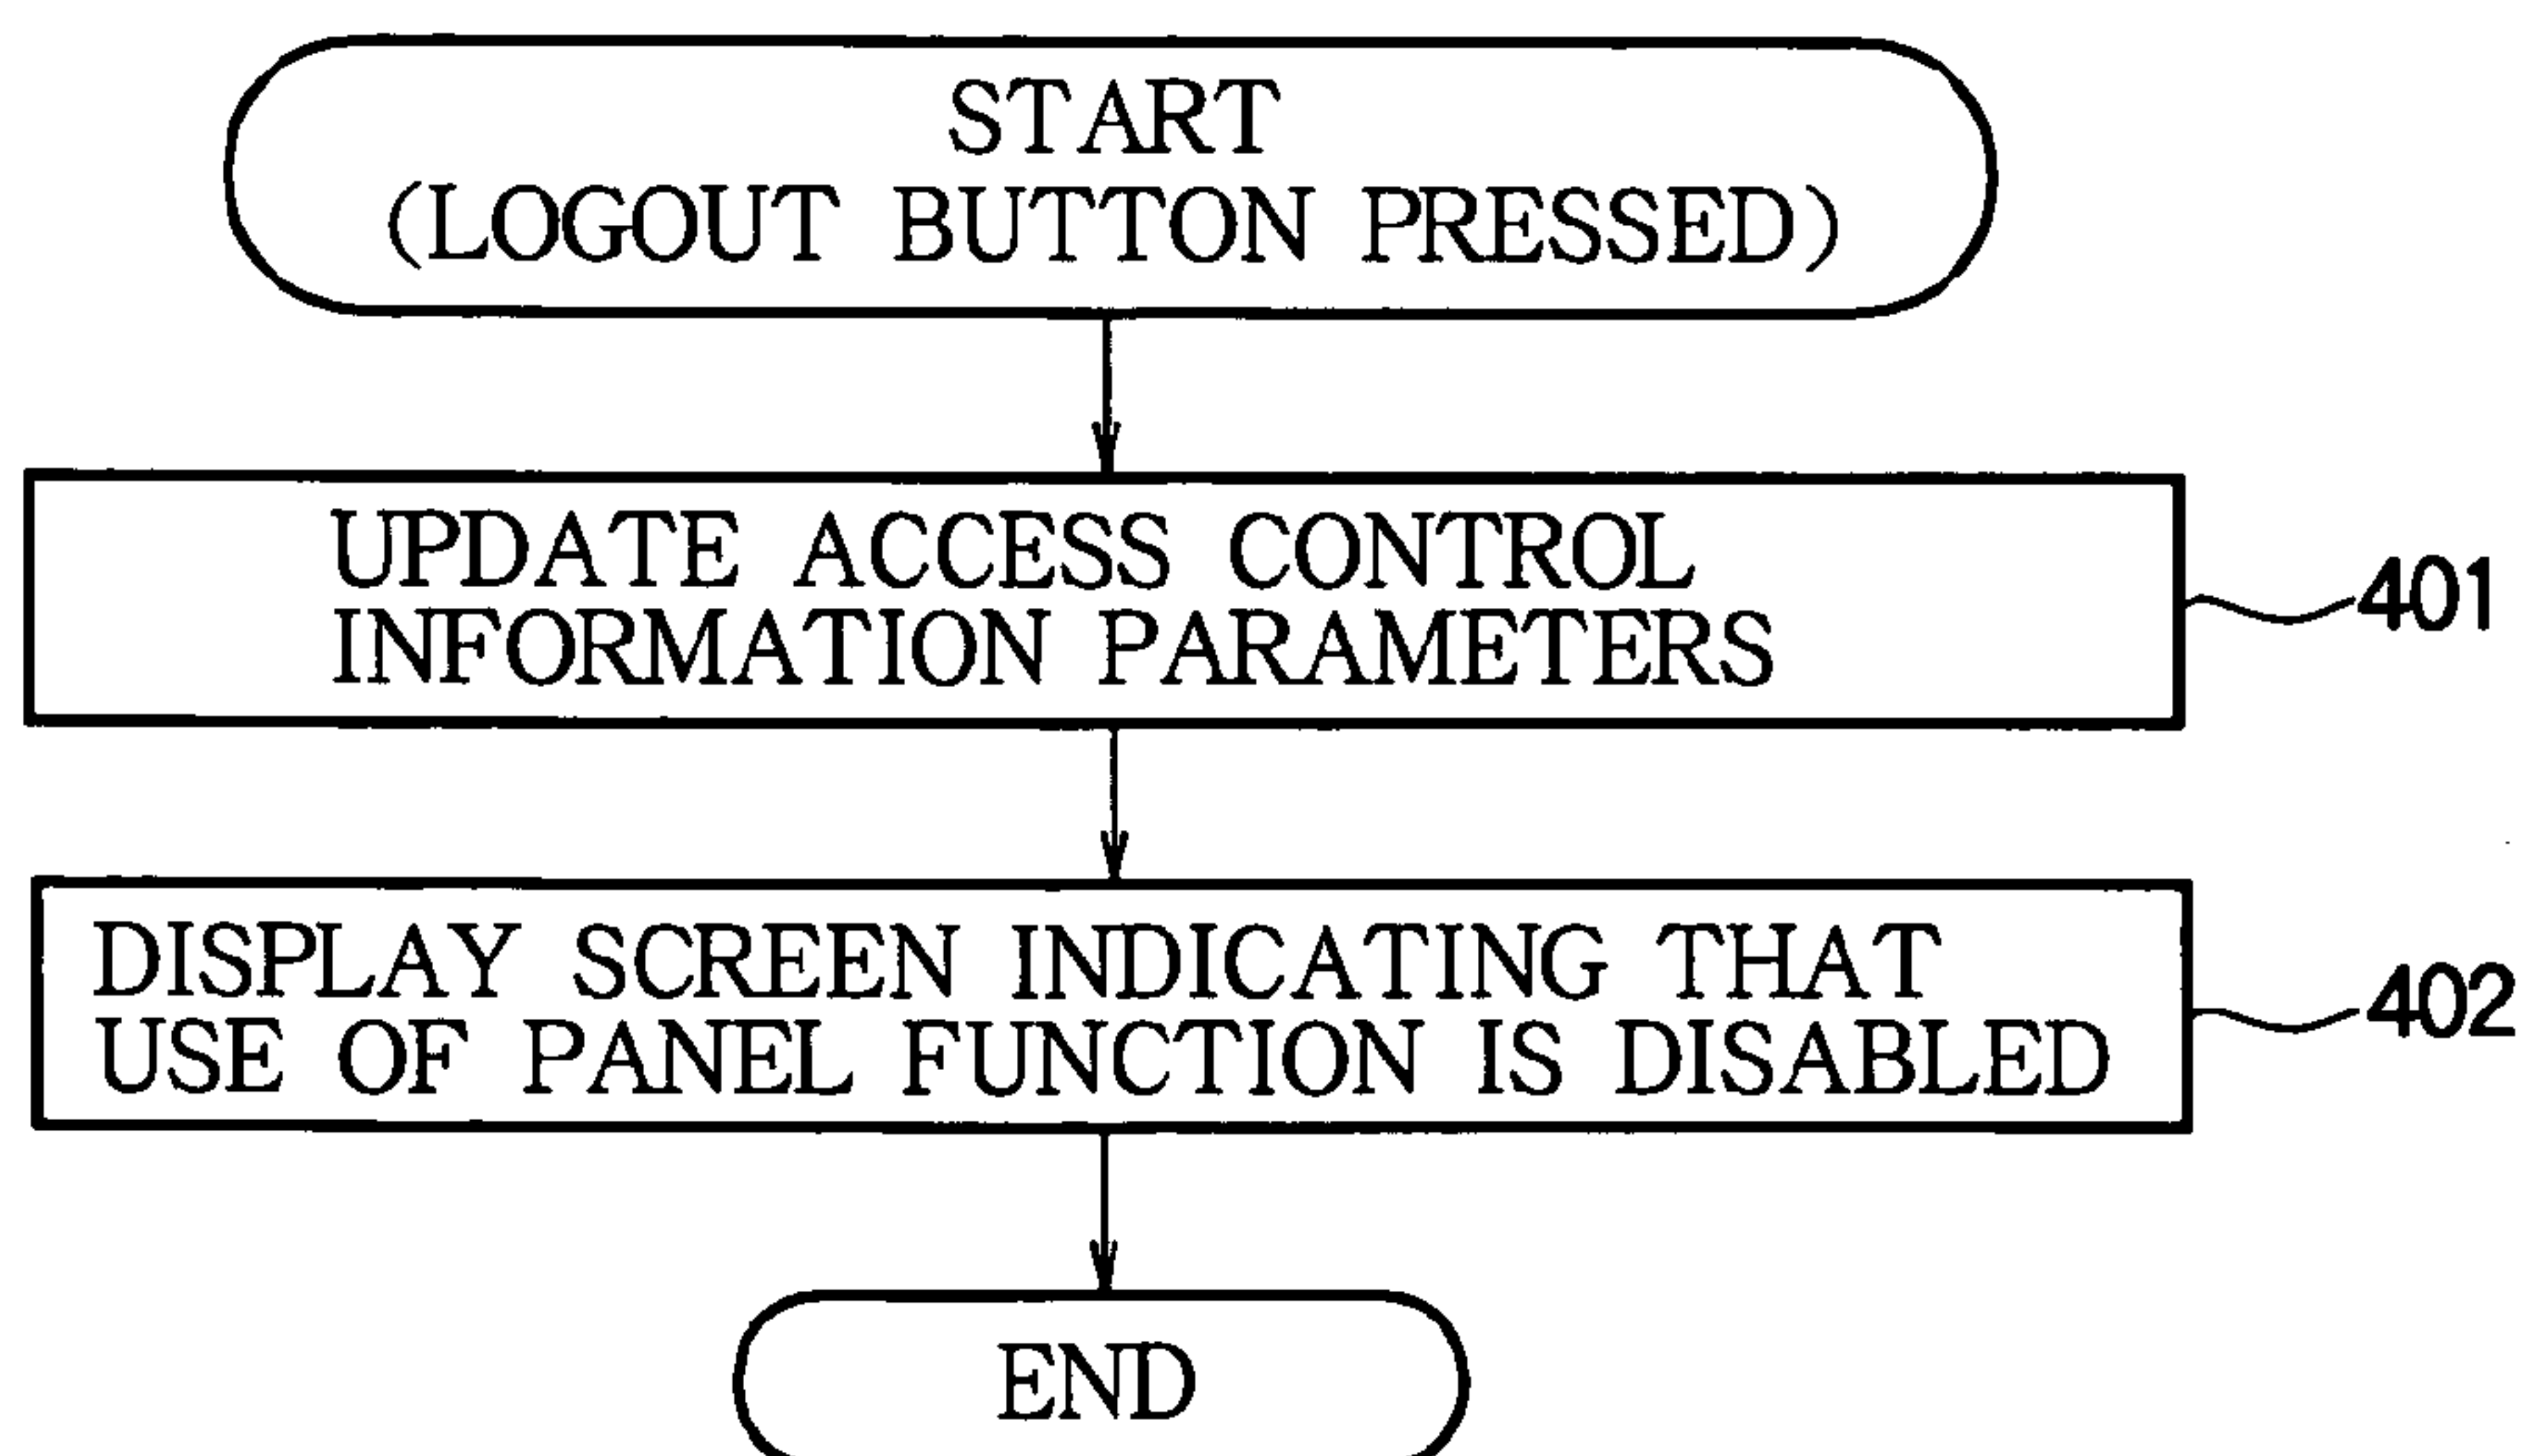 START
(LOGOUT BUTTON PRESSED)
UPDATE ACCESS CONTROL
INFORMATION PARAMETERS
401
DISPLAY SCREEN INDICATING THAT
USE OF PANEL FUNCTION IS DISABLED
402
END